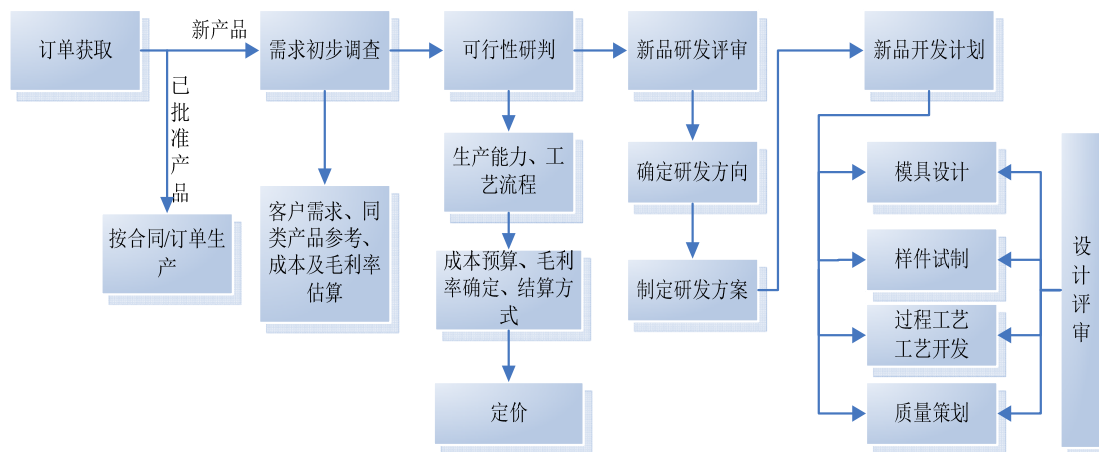 订单获取
新产品
已批准产品
按合同/订单生
产
需求初步调查
客户需求、同
类产品参考、
成本及毛利率
估算
可行性研判
生产能力、工
艺流程
成本预算、毛利
率确定、结算方
式
定价
新品研发评审
确定研发方向
制定研发方案
新品开发计划
模具设计
样件试制
过程工艺
工艺开发
质量策划
设计评审